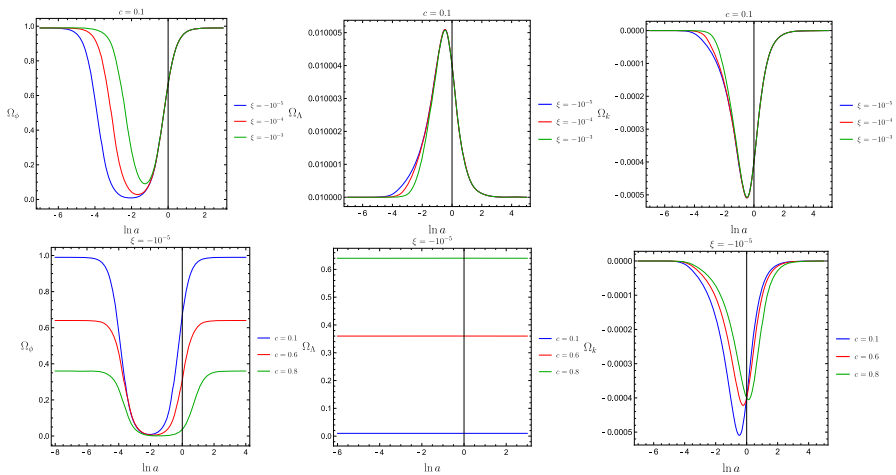 c = 0.1
1.0
0.8
0.6
0.4
0.2
0.0
Ω_ϕ
-6 -4 -2 0 2
ln a
ξ = -10⁻⁵
ξ = -10⁻⁴
ξ = -10⁻³
c = 0.1
0.010005
0.010004
0.010003
0.010002
0.010001
0.010000
Ω_Λ
-6 -4 -2 0 2 4
ln a
ξ = -10⁻⁵
ξ = -10⁻⁴
ξ = -10⁻³
c = 0.1
-0.0000
-0.0001
-0.0002
-0.0003
-0.0004
-0.0005
Ω_k
-6 -4 -2 0 2 4
ln a
ξ = -10⁻⁵
ξ = -10⁻⁴
ξ = -10⁻³
ξ = -10⁻⁵
1.0
0.8
0.6
0.4
0.2
0.0
Ω_ϕ
-8 -6 -4 -2 0 2 4
ln a
c = 0.1
c = 0.6
c = 0.8
ξ = -10⁻⁵
0.6
0.5
0.4
0.3
0.2
0.1
0.0
Ω_Λ
-6 -4 -2 0 2
ln a
c = 0.1
c = 0.6
c = 0.8
ξ = -10⁻⁵
-0.0000
-0.0001
-0.0002
-0.0003
-0.0004
-0.0005
Ω_k
-6 -4 -2 0 2 4
ln a
c = 0.1
c = 0.6
c = 0.8